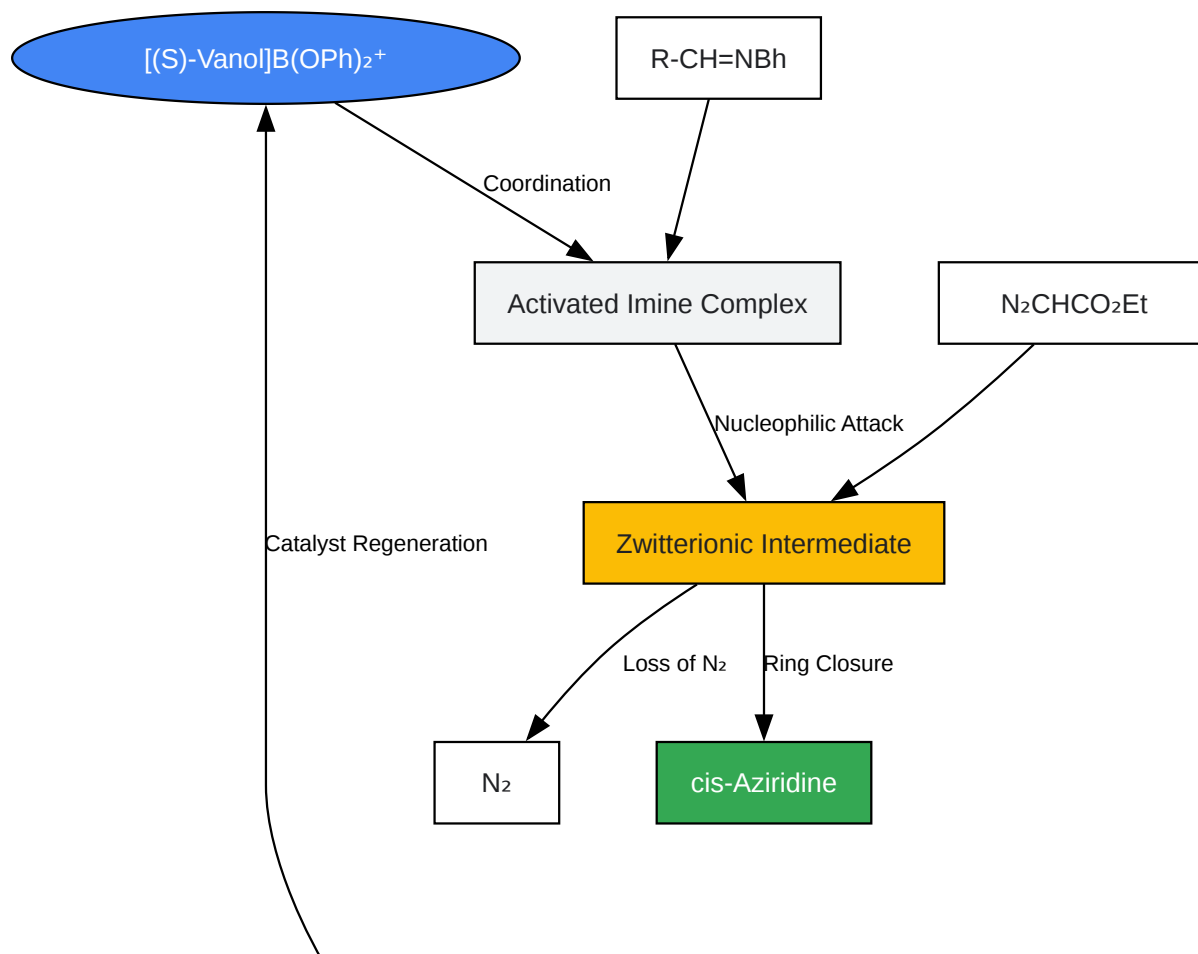 [(S)-Vanol]B(OPh)₂⁺
R-CH=NBh
Coordination
Activated Imine Complex
N₂CHCO₂Et
Nucleophilic Attack
Zwitterionic Intermediate
Catalyst Regeneration
Loss of N₂
Ring Closure
N₂
cis-Aziridine